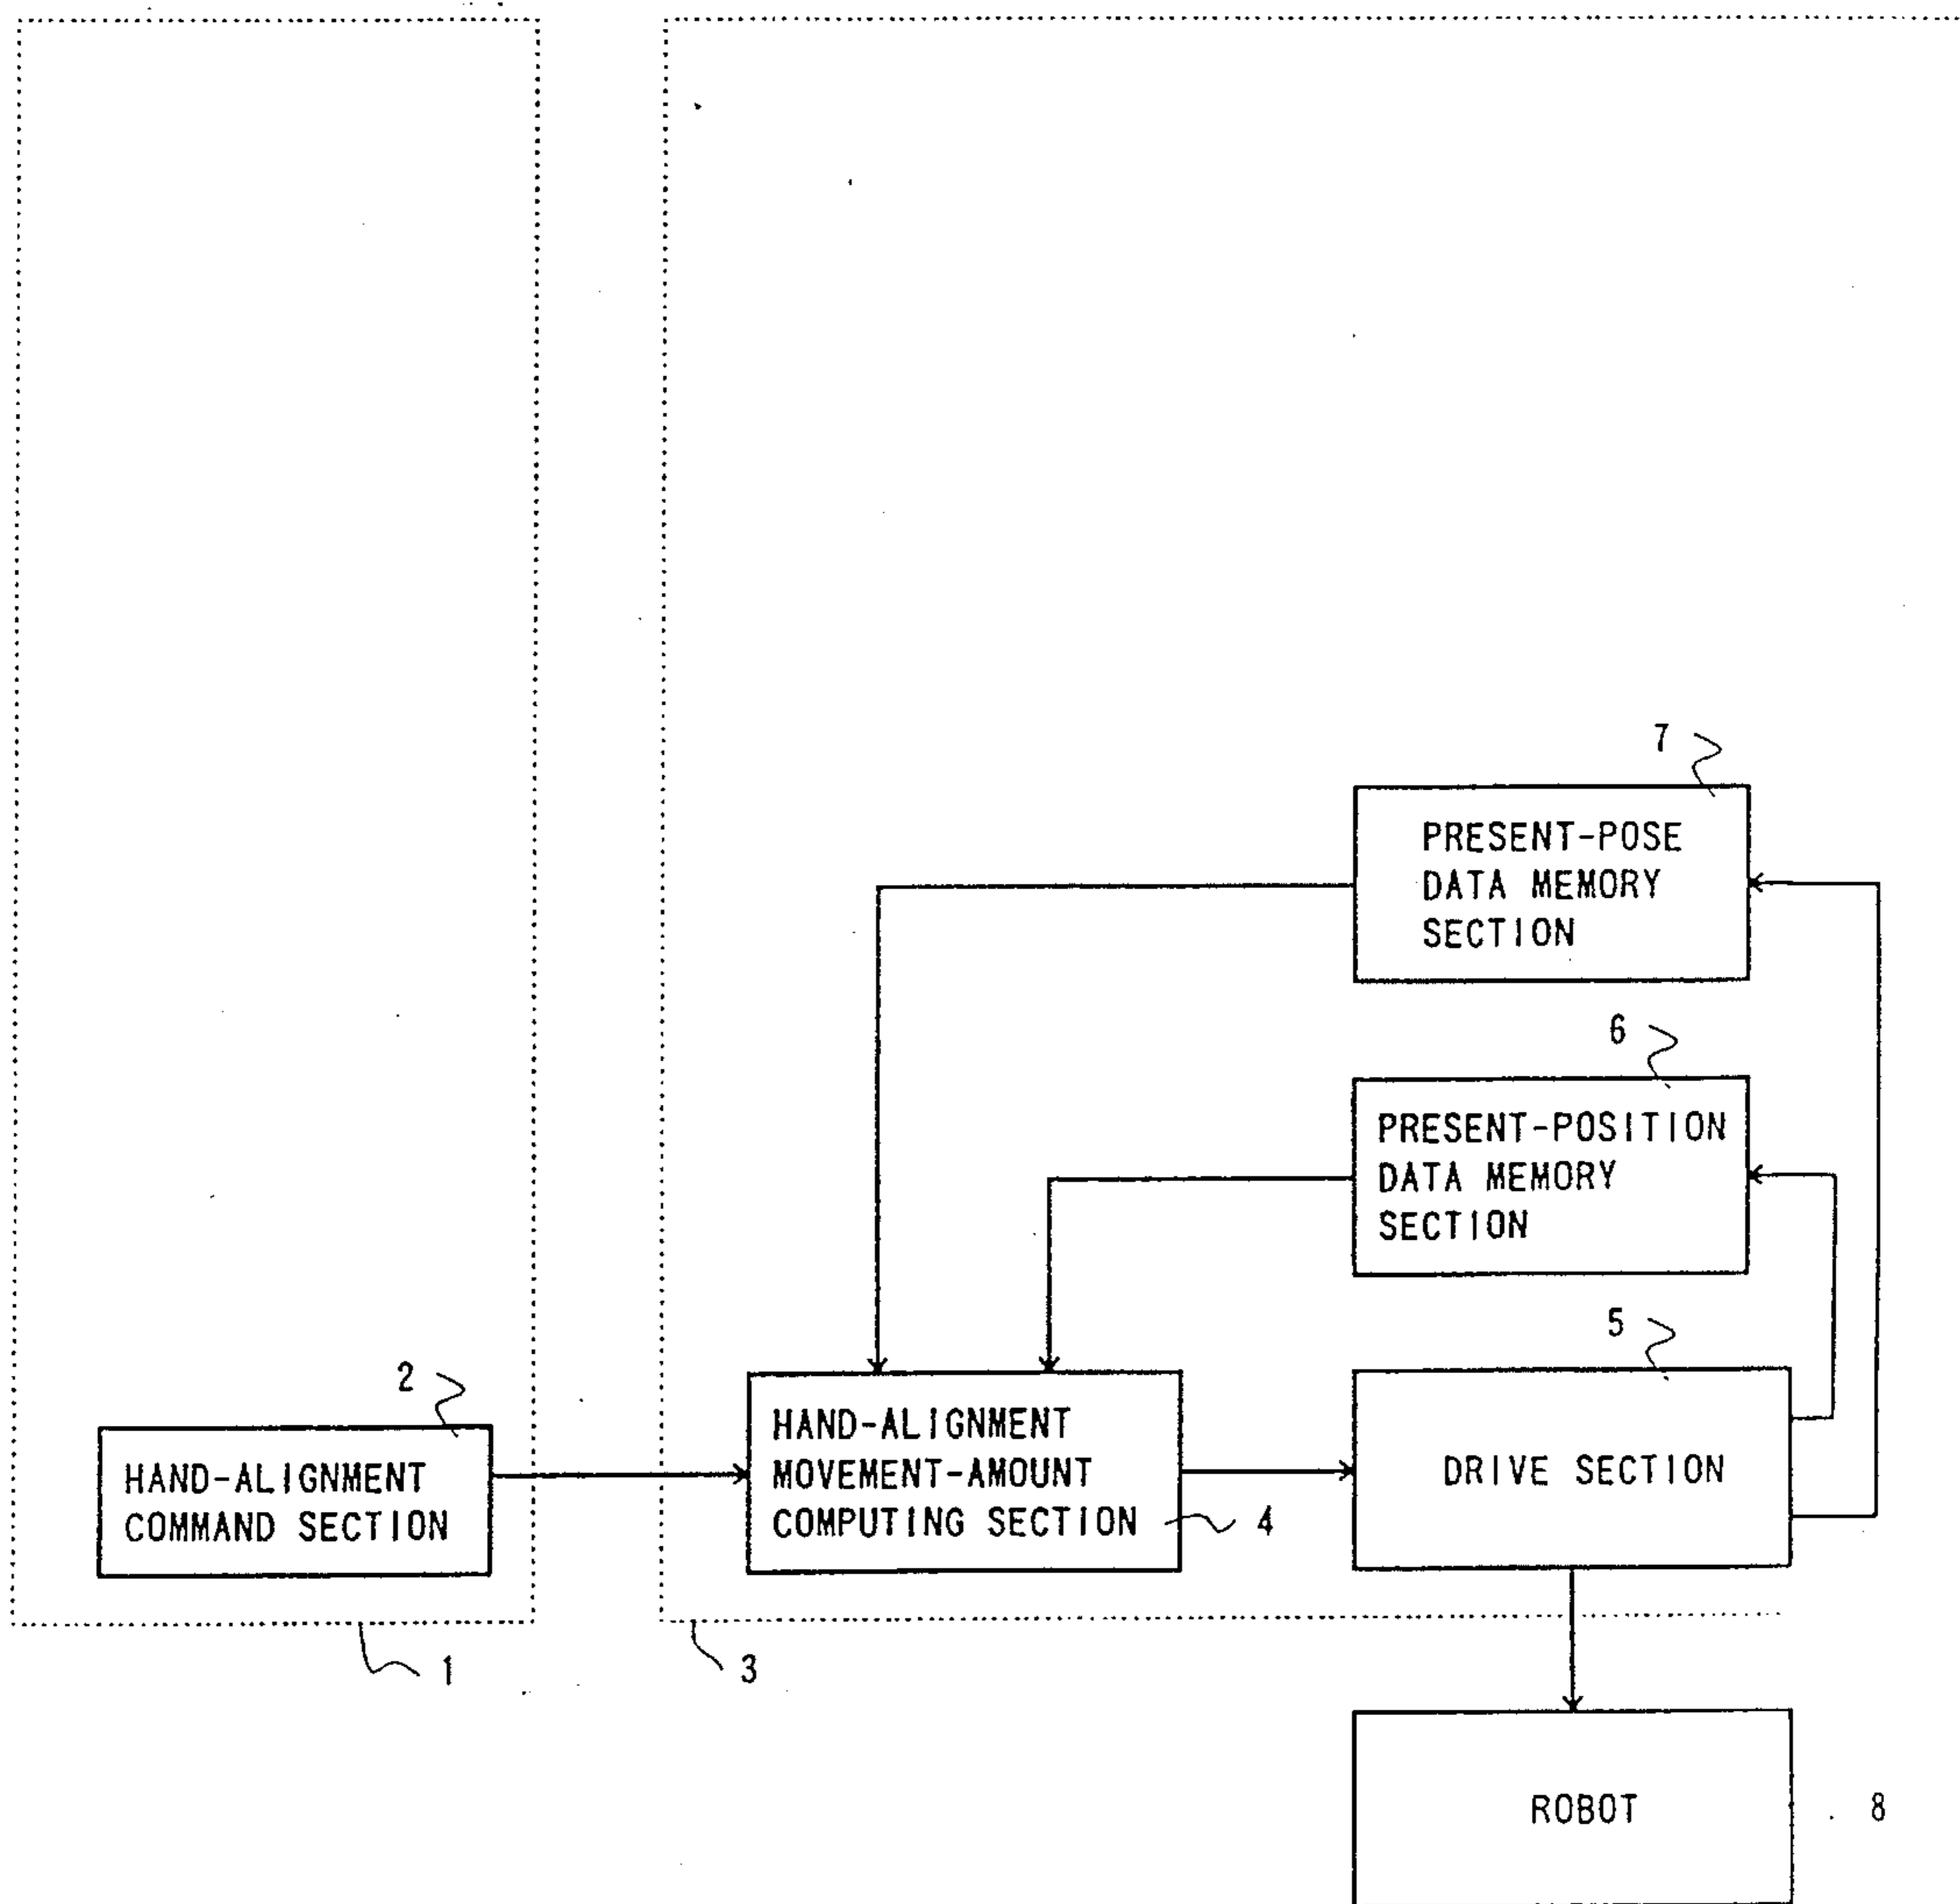 7
PRESENT-POSE
DATA MEMORY
SECTION
6
PRESENT-POSITION
DATA MEMORY
SECTION
5
DRIVE SECTION
2
HAND-ALIGNMENT
COMMAND SECTION
HAND-ALIGNMENT
MOVEMENT-AMOUNT
COMPUTING SECTION
4
1
3
ROBOT
8